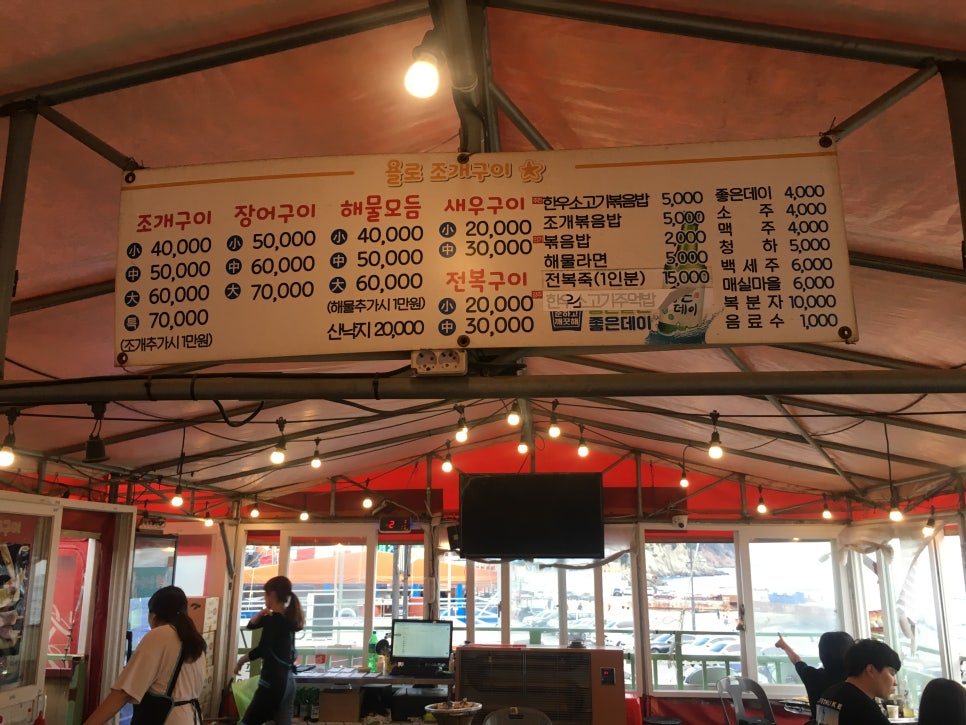 욜로 조개구이
조개구이
小 40,000
中 50,000
大 60,000
특 70,000
(조개추가시 1만원)
장어구이
小 50,000
中 60,000
大 70,000
해물모듬
小 40,000
中 50,000
大 60,000
(해물추가시 1만원)
산낙지 20,000
새우구이
小 20,000
中 30,000
전복구이
小 20,000
中 30,000
한우소고기볶음밥 5,000
조개볶음밥 5,000
볶음밥 2,000
해물라면 5,000
전복죽(1인분) 15,000
한우소고기주먹밥
깨끗해
좋은데이
데이
좋은데이 4,000
소주 4,000
맥주 4,000
청하 5,000
백세주 6,000
매실마을 6,000
복분자 10,000
음료수 1,000
2